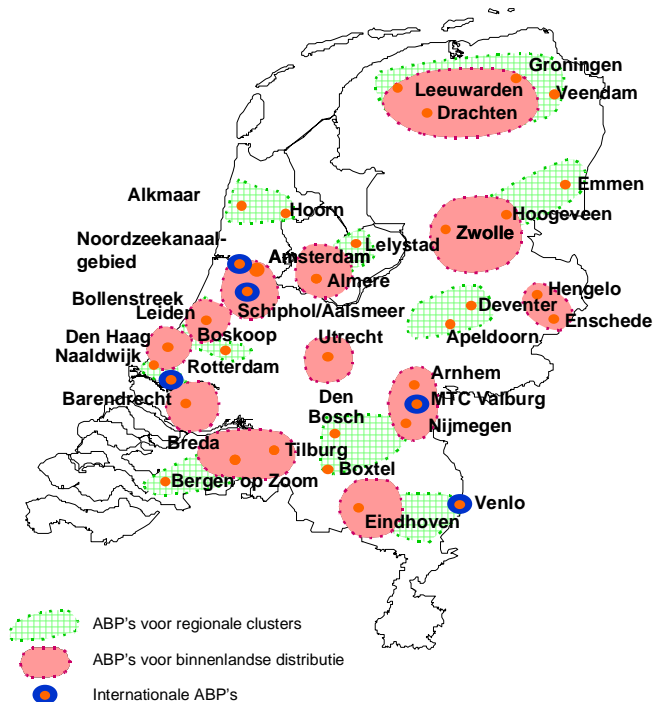 Groningen
Leeuwarden
Veendam
Drachten
Emmen
Alkmaar
Hoorn
Hoogeveen
Noordzeekanaal-
gebied
Zwolle
Lelystad
Amsterdam
Almere
Hengelo
Bollenstreek
Leiden
Schiphol/Aalsmeer
Deventer
Enschede
Den Haag
Boskoop
Utrecht
Apeldoorn
Naaldwijk
Rotterdam
Arnhem
Barendrecht
Den
Bosch
MTC Valburg
Nijmegen
Breda
Tilburg
Boxtel
Bergen op Zoom
Venlo
Eindhoven
ABP's voor regionale clusters
ABP's voor binnenlandse distributie
Internationale ABP's